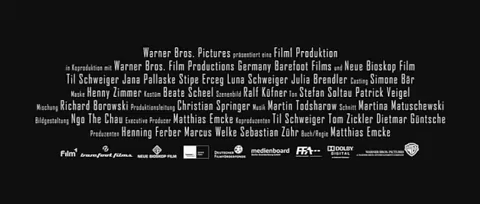 Warner Bros. Pictures präsentiert eine Film1 Produktion
in Koproduktion mit Warner Bros. Film Productions Germany Barefoot Films und Neue Bioskop Film
Til Schweiger Jana Pallaske Stipe Erceg Luna Schweiger Julia Brendler Casting Simone Bär
Maske Henny Zimmer Kostüm Beate Scheel Szenenbild Ralf Küfner Ton Stefan Soltau Patrick Veigel
Mischung Richard Borowski Produktionsleitung Christian Springer Musik Martin Todsharow Schnitt Martina Matuschewski
Bildgestaltung Ngo The Chau Executive Producer Matthias Emcke Koproduzenten Til Schweiger Tom Zickler Dietmar Güntsche
Produzenten Henning Ferber Marcus Welke Sebastian Zühr Buch/Regie Matthias Emcke
Film1 barefoot films NEUE BIOSKOP FILM DEUTSCHER FILMFÖRDERFONDS medienboard FFA DOLBY DIGITAL WARNER BROS. PICTURES